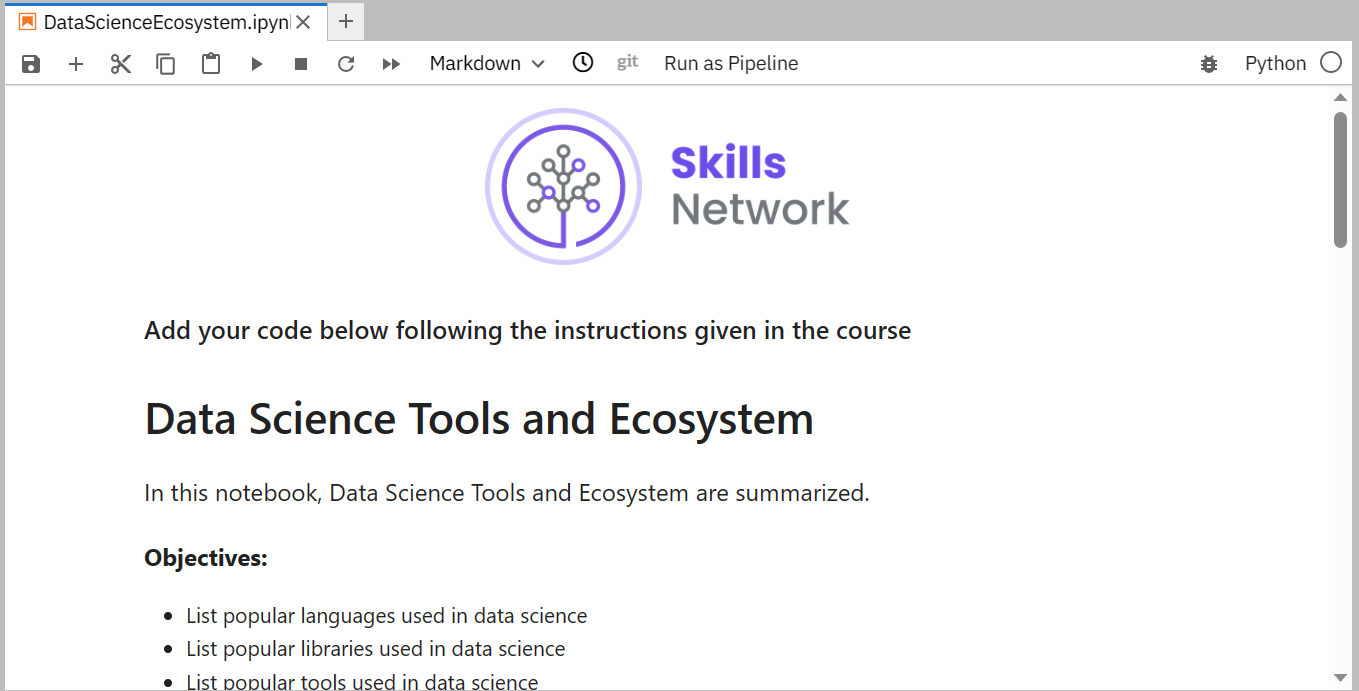 DataScienceEcosystem.ipyn
Markdown git Run as Pipeline Python
Skills
Network
Add your code below following the instructions given in the course
Data Science Tools and Ecosystem
In this notebook, Data Science Tools and Ecosystem are summarized.
Objectives:
List popular languages used in data science
List popular libraries used in data science
List popular tools used in data science